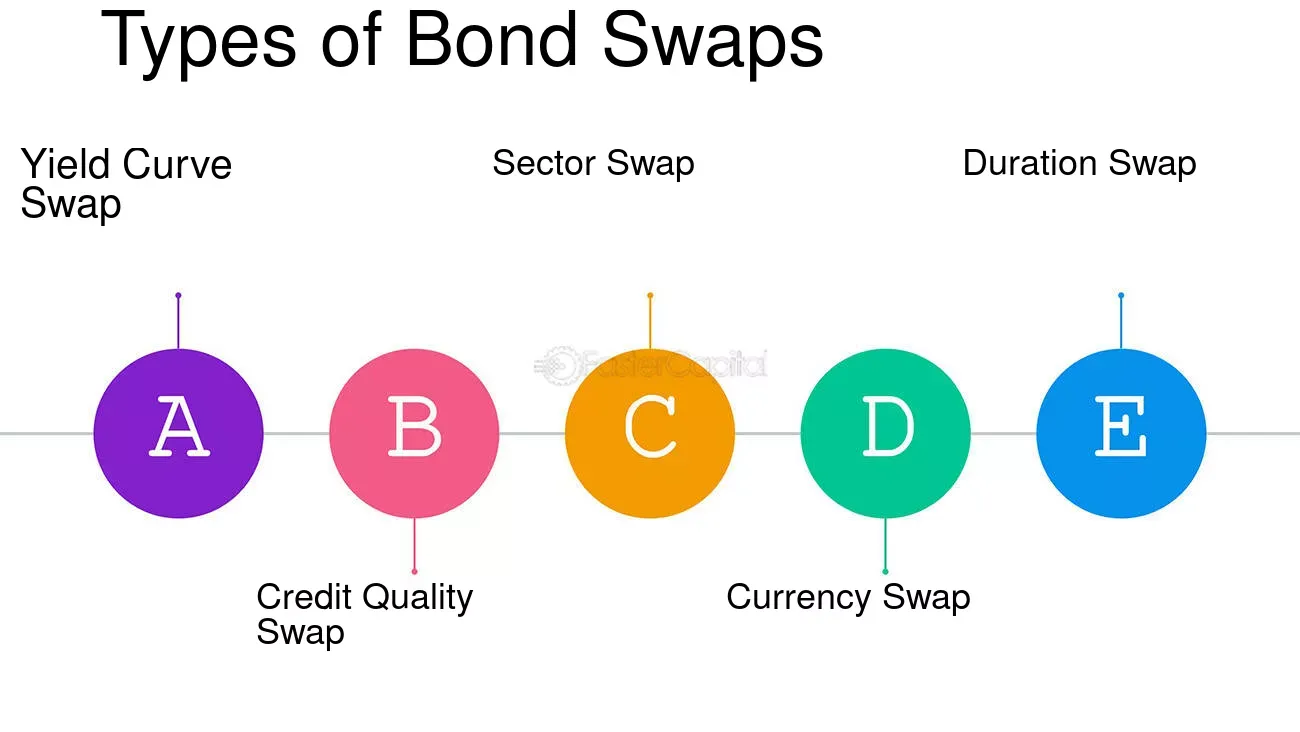 Types of Bond Swaps
Yield Curve
Swap
Sector Swap
Duration Swap
FasterCapital
A
B
C
D
E
Credit Quality
Swap
Currency Swap